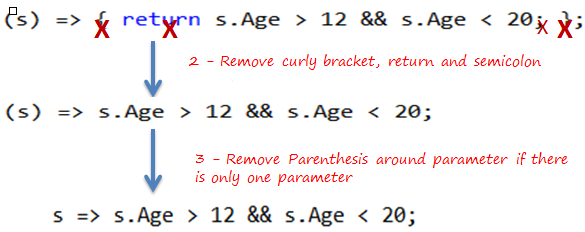 (s) => { return s.Age > 12 && s.Age < 20; };
X X X X
2 - Remove curly bracket, return and semicolon
(s) => s.Age > 12 && s.Age < 20;
3 - Remove Parenthesis around parameter if there
is only one parameter
s => s.Age > 12 && s.Age < 20;